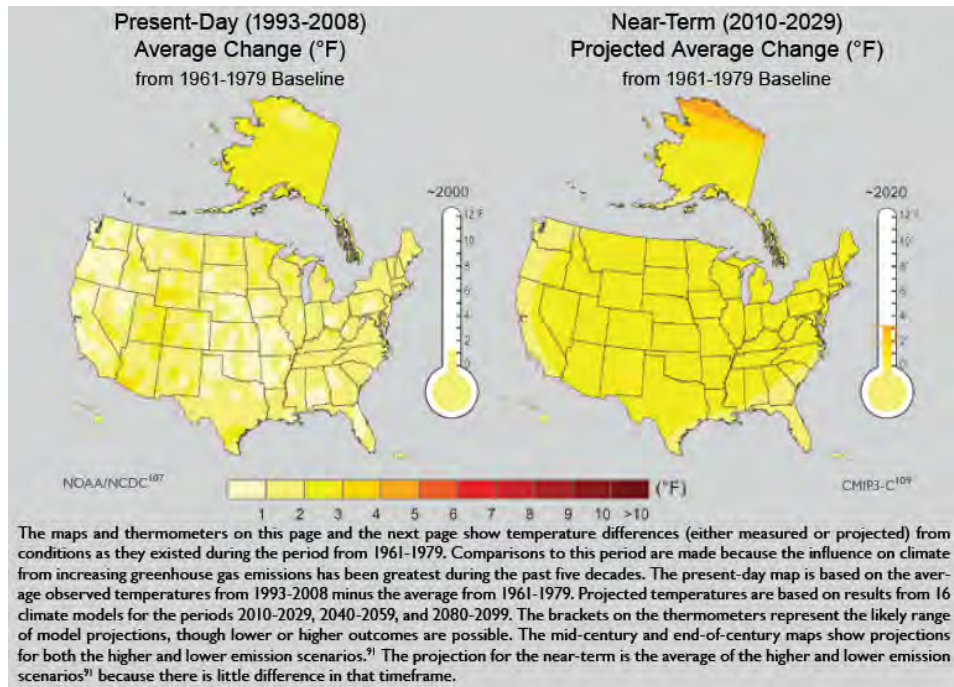 Present-Day (1993-2008)
Average Change (°F)
from 1961-1979 Baseline
Near-Term (2010-2029)
Projected Average Change (°F)
from 1961-1979 Baseline
~2000
12°F
10
8
6
4
2
0
~2020
12°F
10
8
6
4
2
0
NOAA/NCDC107
CMIP3-C109
(°F)
1 2 3 4 5 6 7 8 9 10 >10
The maps and thermometers on this page and the next page show temperature differences (either measured or projected) from
conditions as they existed during the period from 1961-1979. Comparisons to this period are made because the influence on climate
from increasing greenhouse gas emissions has been greatest during the past five decades. The present-day map is based on the aver-
age observed temperatures from 1993-2008 minus the average from 1961-1979. Projected temperatures are based on results from 16
climate models for the periods 2010-2029, 2040-2059, and 2080-2099. The brackets on the thermometers represent the likely range
of model projections, though lower or higher outcomes are possible. The mid-century and end-of-century maps show projections
for both the higher and lower emission scenarios.91 The projection for the near-term is the average of the higher and lower emission
scenarios91 because there is little difference in that timeframe.